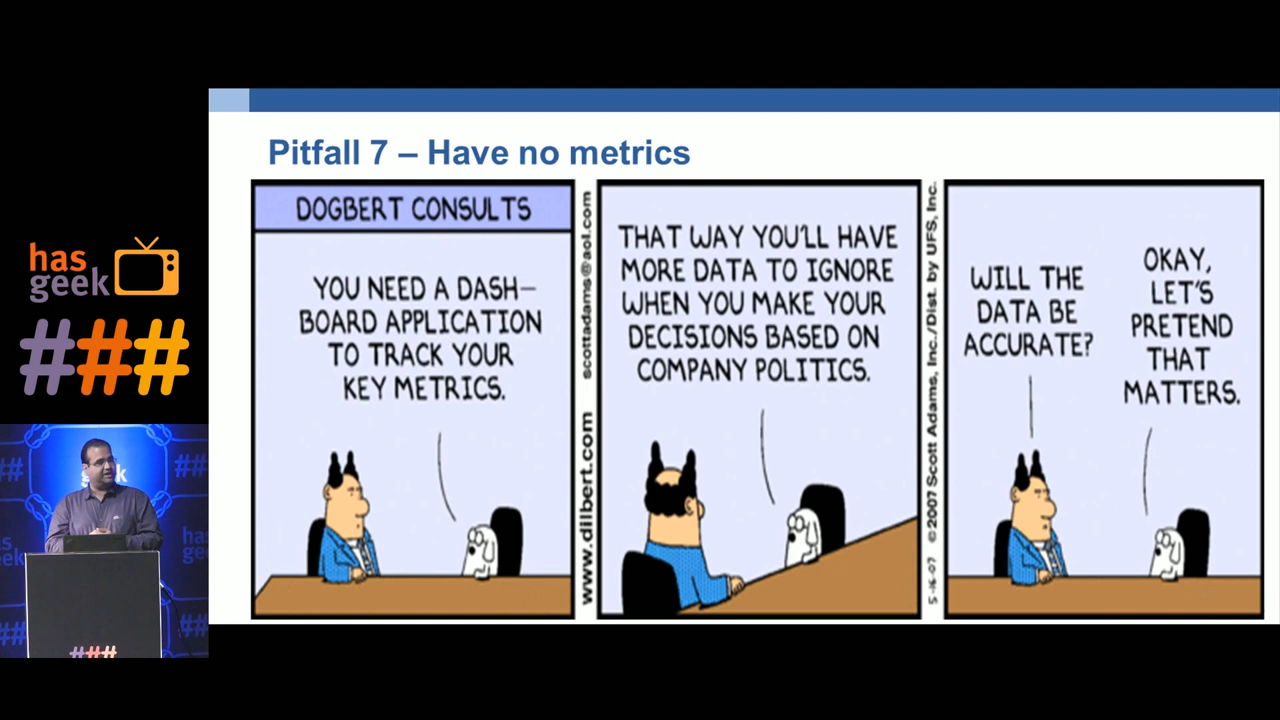 Pitfall 7 – Have no metrics
DOGBERT CONSULTS
YOU NEED A DASH–
BOARD APPLICATION
TO TRACK YOUR
KEY METRICS.
www.dilbert.com scottadams@aol.com
THAT WAY YOU'LL HAVE
MORE DATA TO IGNORE
WHEN YOU MAKE YOUR
DECISIONS BASED ON
COMPANY POLITICS.
5-16-07 ©2007 Scott Adams, Inc./Dist. by UFS, Inc.
WILL THE
DATA BE
ACCURATE?
OKAY,
LET'S
PRETEND
THAT
MATTERS.
has
geek
###
geek
##
##
has
geek
##
##
###